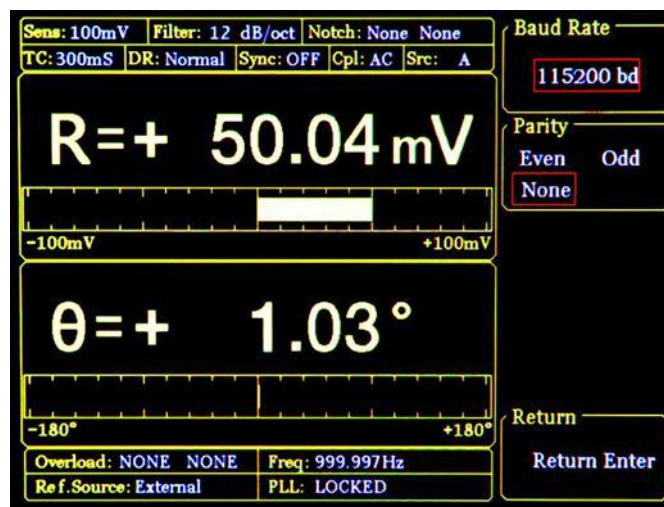 Sens: 100mV Filter: 12 dB/oct Notch: None None
TC: 300mS DR: Normal Sync: OFF Cpl: AC Src: A
R=+ 50.04 mV
-100mV +100mV
θ=+ 1.03°
-180° +180°
Overload: NONE NONE Freq: 999.997Hz
Ref.Source: External PLL: LOCKED
Baud Rate
115200 bd
Parity
Even Odd
None
Return
Return Enter